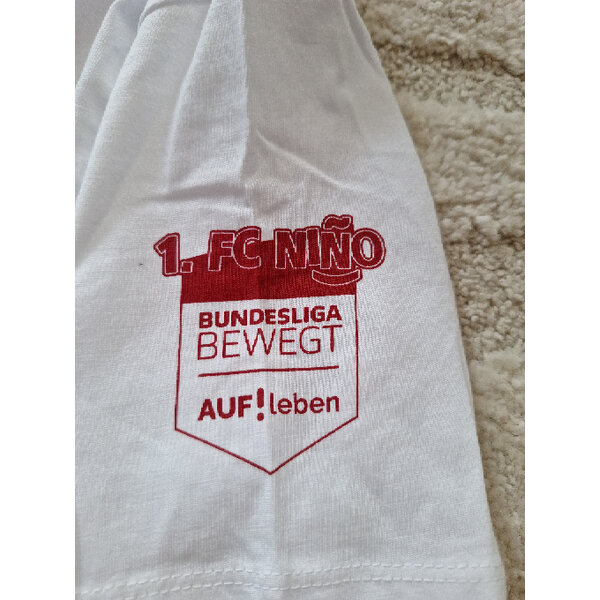 1. FC NIÑO
BUNDESLIGA
BEWEGT
AUF!leben